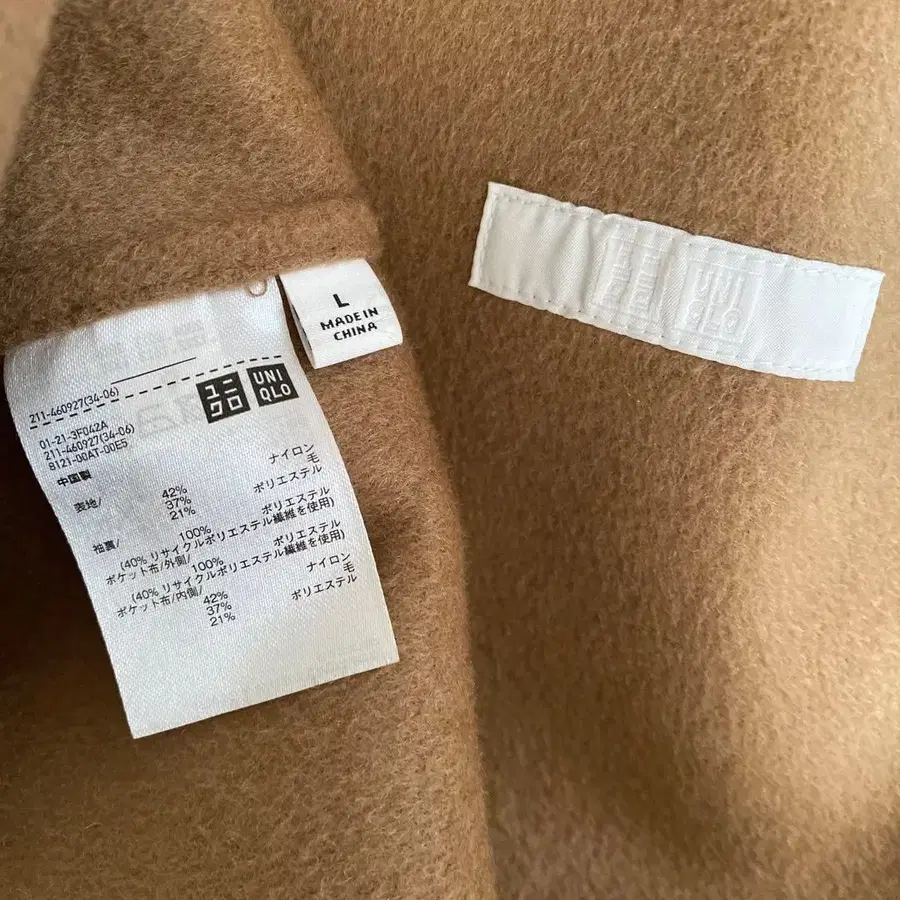 L
MADE IN
CHINA
211-460927(34-06)
ユニ
クロ
UNI
QLO
01-21-3F042A
211-460927(34-06)
8121-00AT-00E5
中国製
表地/ 42% ナイロン
37% 毛
21% ポリエステル
袖裏/ 100% ポリエステル
(40% リサイクルポリエステル繊維を使用)
ポケット布/外側/ 100% ポリエステル
(40% リサイクルポリエステル繊維を使用)
ポケット布/内側/ 42% ナイロン
37% 毛
21% ポリエステル
UNI
QLO